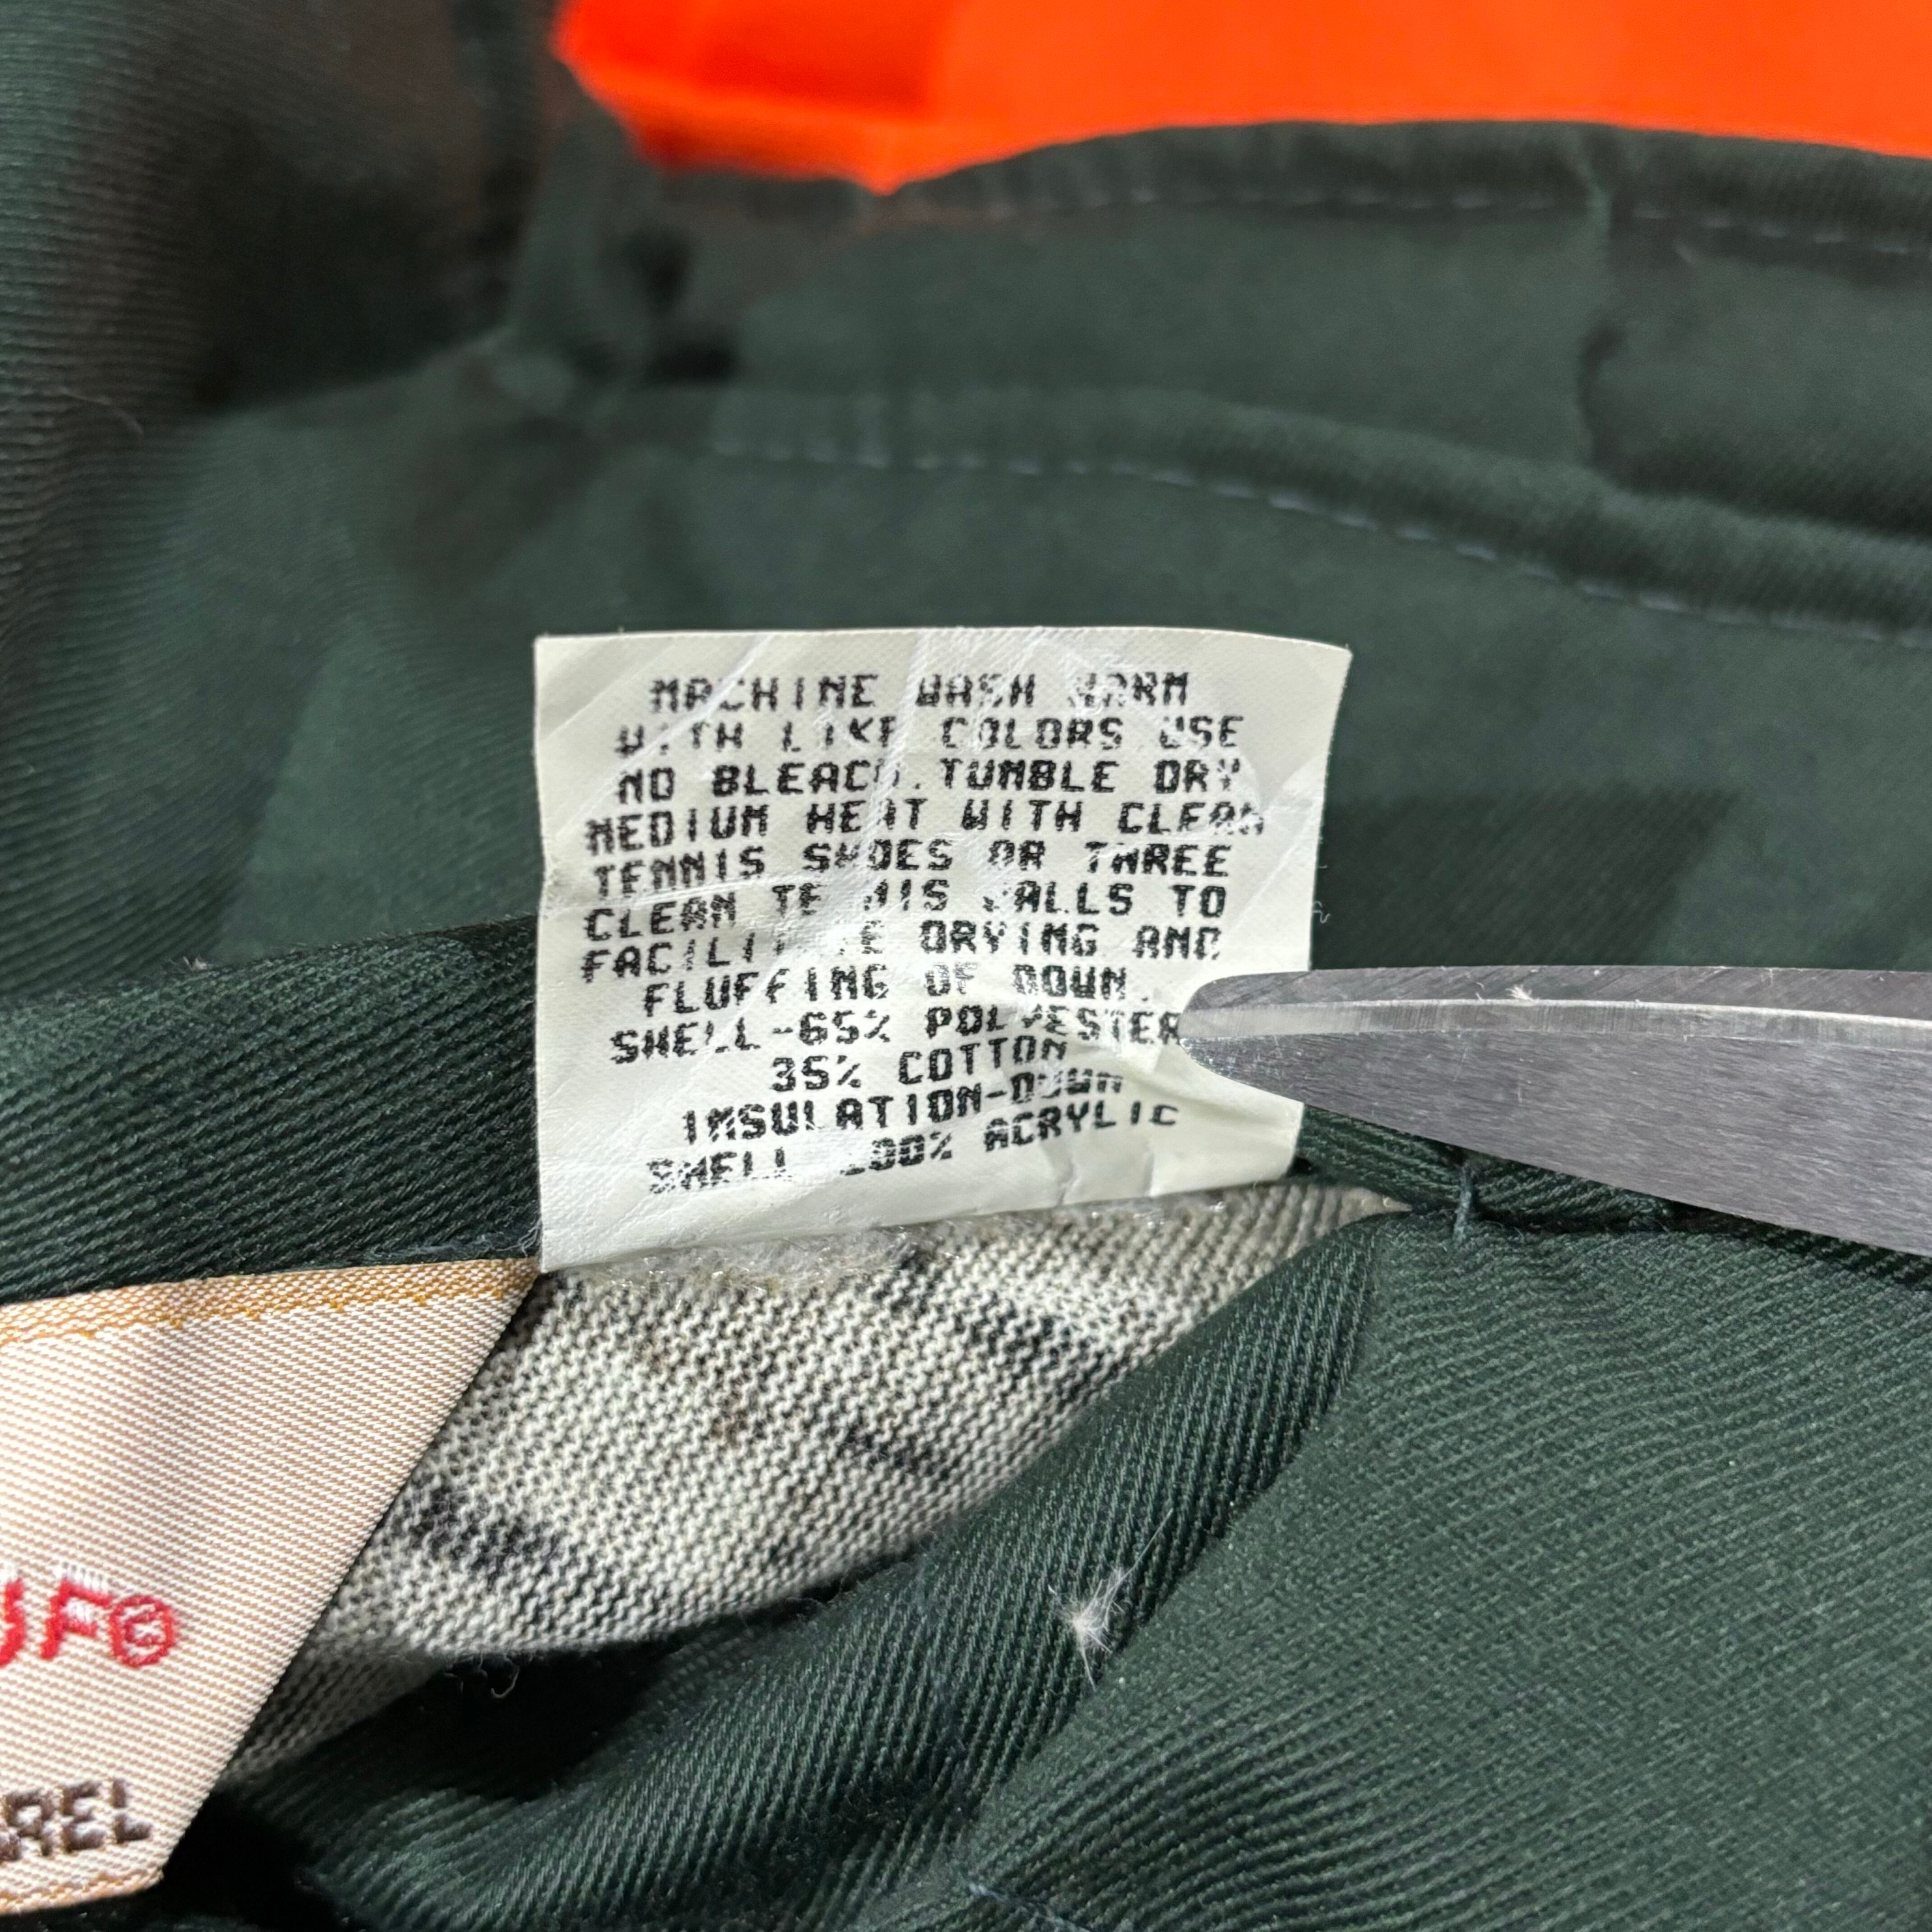 MACHINE WASH WARM
WITH LIKE COLORS USE
NO BLEACH. TUMBLE DRY
MEDIUM HEAT WITH CLEAN
TENNIS SHOES OR THREE
CLEAN TENNIS BALLS TO
FACILITATE DRYING AND
FLUFFING OF DOWN.
SHELL-65% POLYESTER
35% COTTON
INSULATION-DOWN
SHELL 100% ACRYLIC
UF©
REL